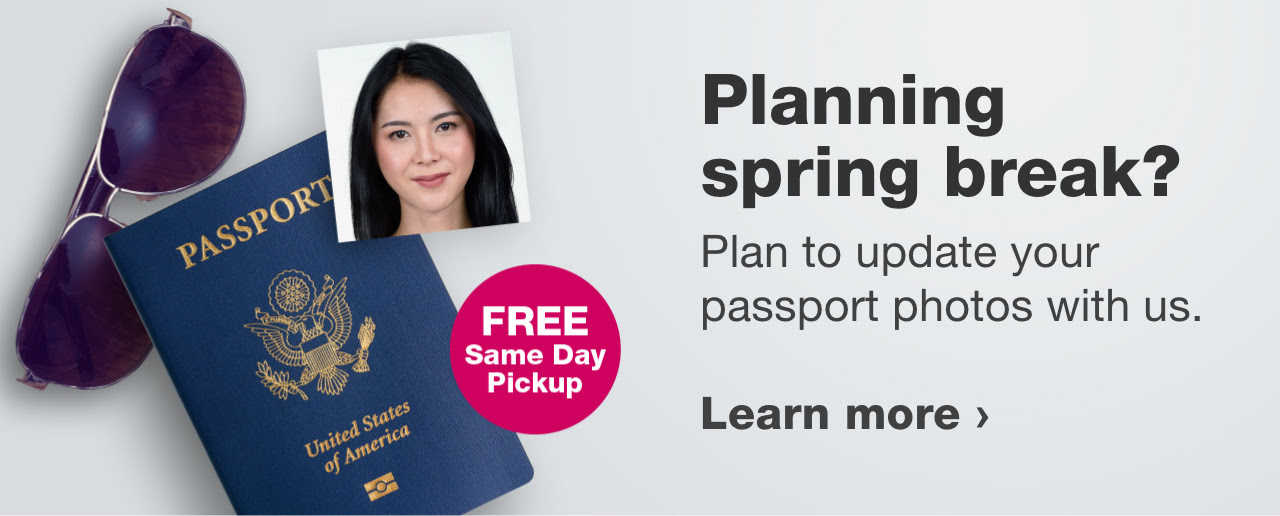 PASSPORT
United States
of America
FREE
Same Day
Pickup
Planning
spring break?
Plan to update your
passport photos with us.
Learn more ›